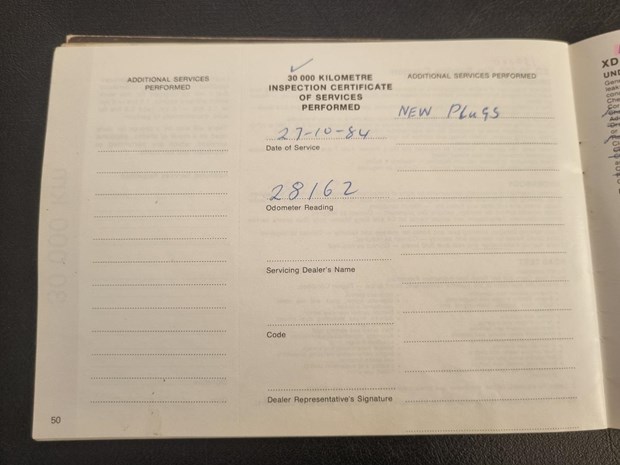 ADDITIONAL SERVICES
PERFORMED
30 000 KILOMETRE
INSPECTION CERTIFICATE
OF SERVICES
PERFORMED
27-10-84
Date of Service
28162
Odometer Reading
Servicing Dealer's Name
Code
Dealer Representative's Signature
ADDITIONAL SERVICES PERFORMED
NEW PLUGS
50
XD
UND